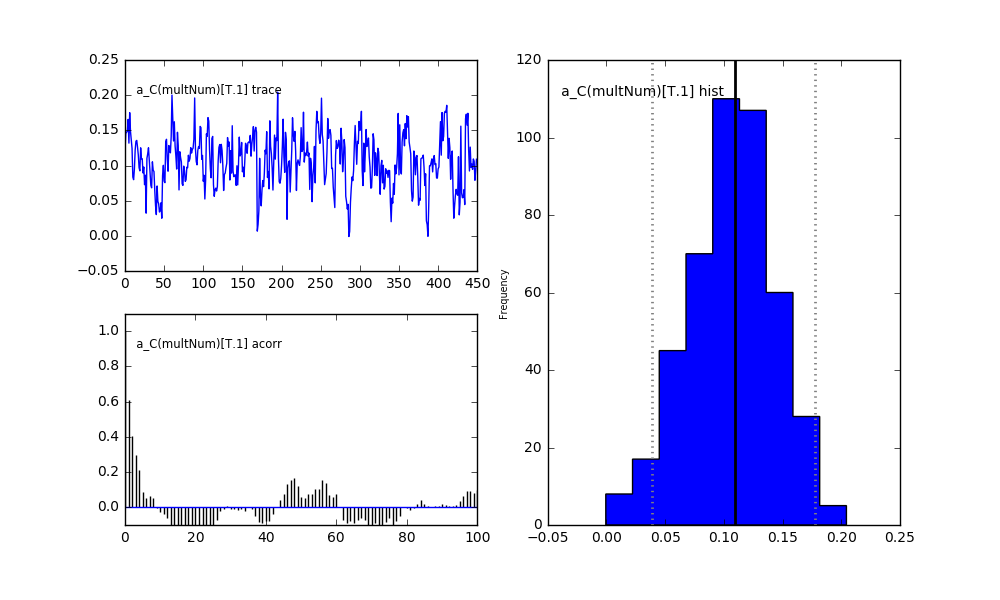 0.25
0.20
0.15
0.10
0.05
0.00
−0.05
a_C(multNum)[T.1] trace
0 50 100 150 200 250 300 350 400 450
1.0
0.8
0.6
0.4
0.2
0.0
a_C(multNum)[T.1] acorr
0 20 40 60 80 100
Frequency
120
100
80
60
40
20
0
a_C(multNum)[T.1] hist
−0.05 0.00 0.05 0.10 0.15 0.20 0.25